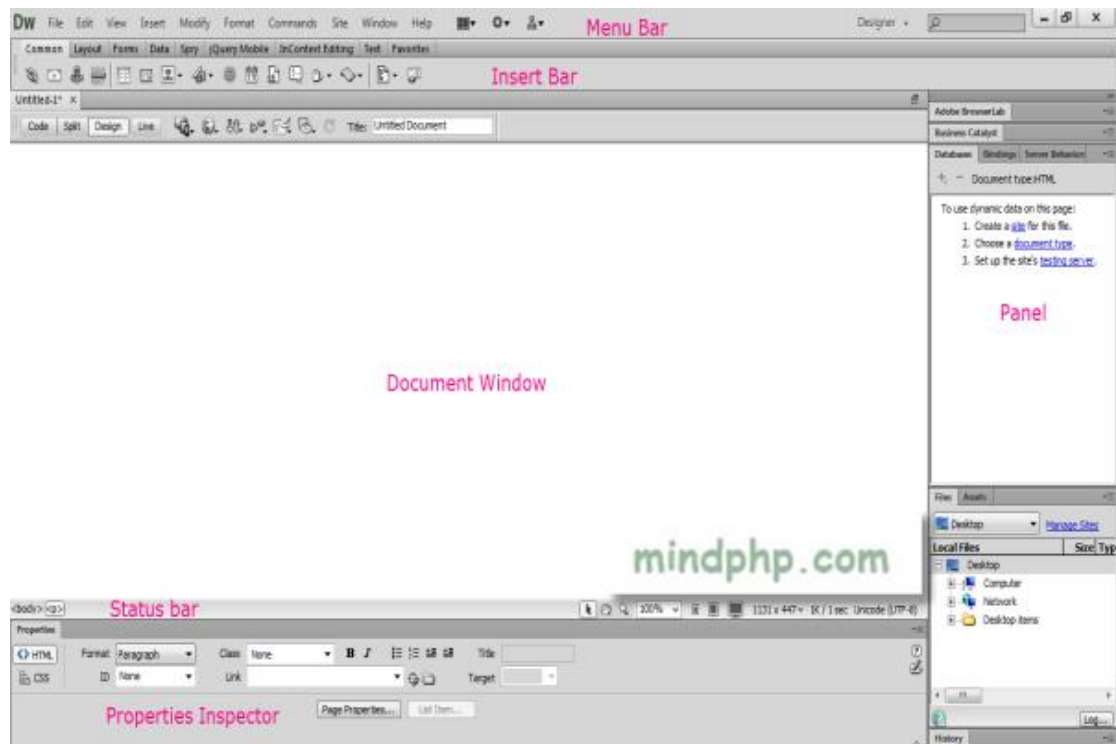 DW File Edit View Insert Modify Format Commands Site Window Help
Menu Bar
Designer
Common Layout Forms Data Spry jQuery Mobile InContext Editing Text Favorites
Insert Bar
Untitled-1* x
Code Split Design Live Title: Untitled Document
Adobe BrowserLab
Business Catalyst
Databases Bindings Server Behavior
Document type:HTML
To use dynamic data on this page:
1. Create a site for this file.
2. Choose a document type.
3. Set up the site's testing server.
Panel
Document Window
mindphp.com
Files Assets
Desktop Manage Sites
Local Files Size Typ
Desktop
Computer
Network
Desktop items
Log...
History
<body> <p> Status bar 100% 1131 x 447 1K / 1 sec Unicode (UTF-8)
Properties
<> HTML Format Paragraph Class None B I Title
CSS ID None Link Target
Properties Inspector
Page Properties... List Item...